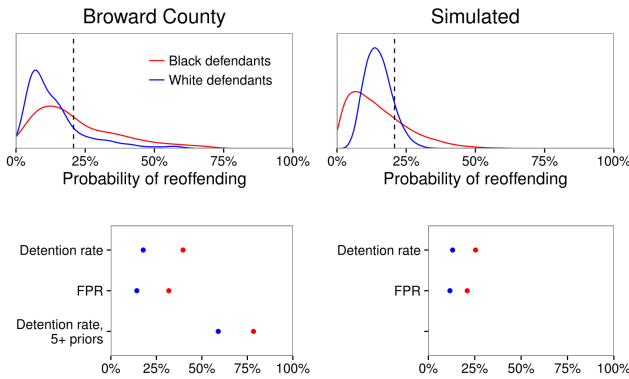 Broward County
Simulated
Black defendants
White defendants
0% 25% 50% 75% 100%
Probability of reoffending
0% 25% 50% 75% 100%
Probability of reoffending
Detention rate
FPR
Detention rate,
5+ priors
0% 25% 50% 75% 100%
Detention rate
FPR
0% 25% 50% 75% 100%